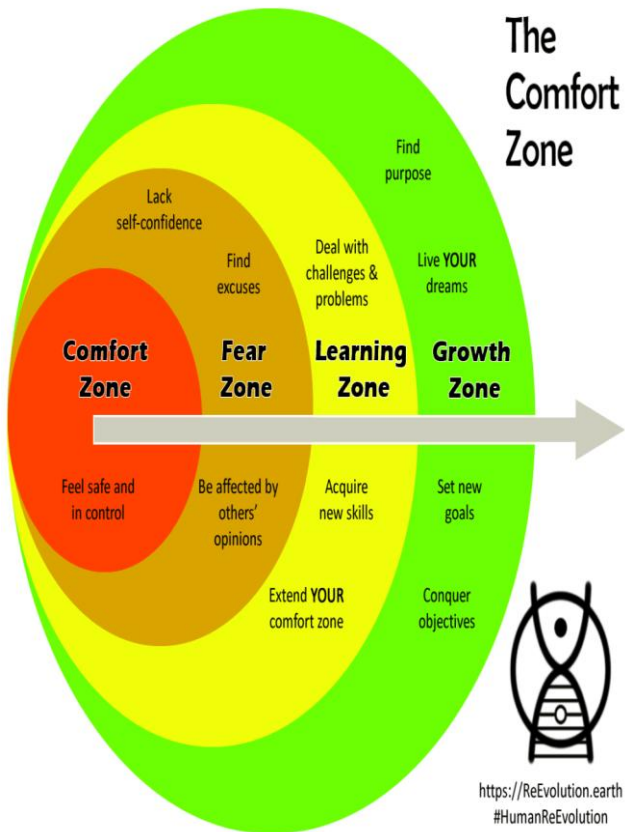 The
Comfort
Zone
Find
purpose
Lack
self-confidence
Deal with
challenges &
problems
Find
excuses
Live YOUR
dreams
Comfort
Zone
Fear
Zone
Learning
Zone
Growth
Zone
Feel safe and
in control
Be affected by
others'
opinions
Acquire
new skills
Set new
goals
Extend YOUR
comfort zone
Conquer
objectives
https://ReEvolution.earth
#HumanReEvolution